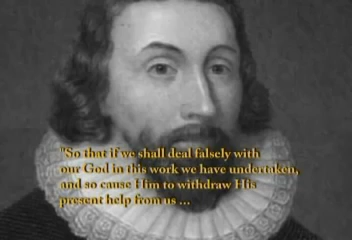 "So that if we shall deal falsely with
our God in this work we have undertaken,
and so cause Him to withdraw His
present help from us ...